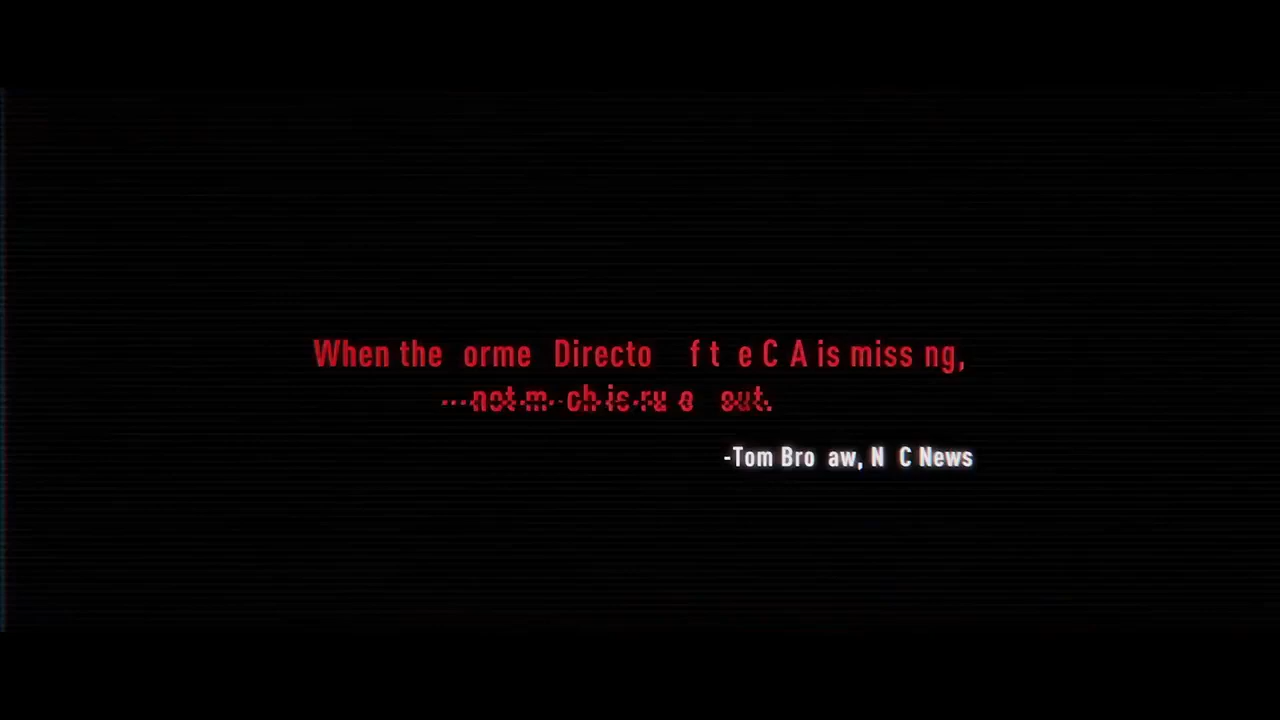 When the orme Directo f t e C A is miss ng,
...not m ch is ru e out.
-Tom Bro aw, N C News